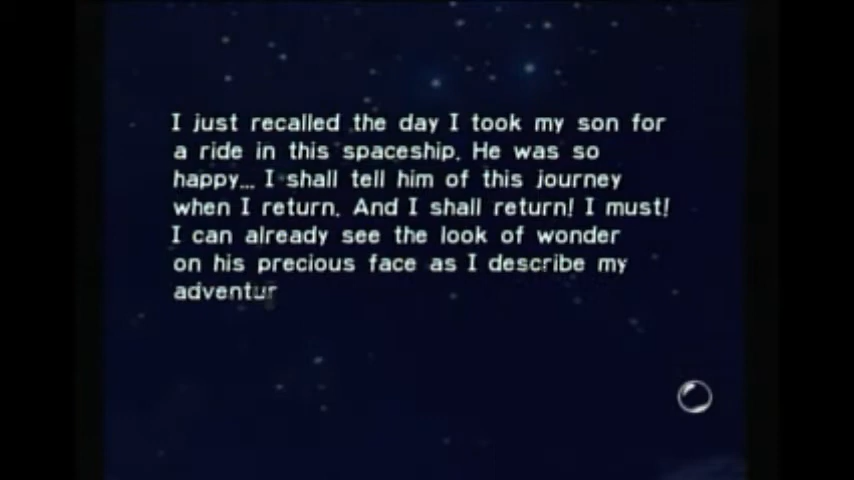 I just recalled the day I took my son for
a ride in this spaceship. He was so
happy... I shall tell him of this journey
when I return. And I shall return! I must!
I can already see the look of wonder
on his precious face as I describe my
adventur